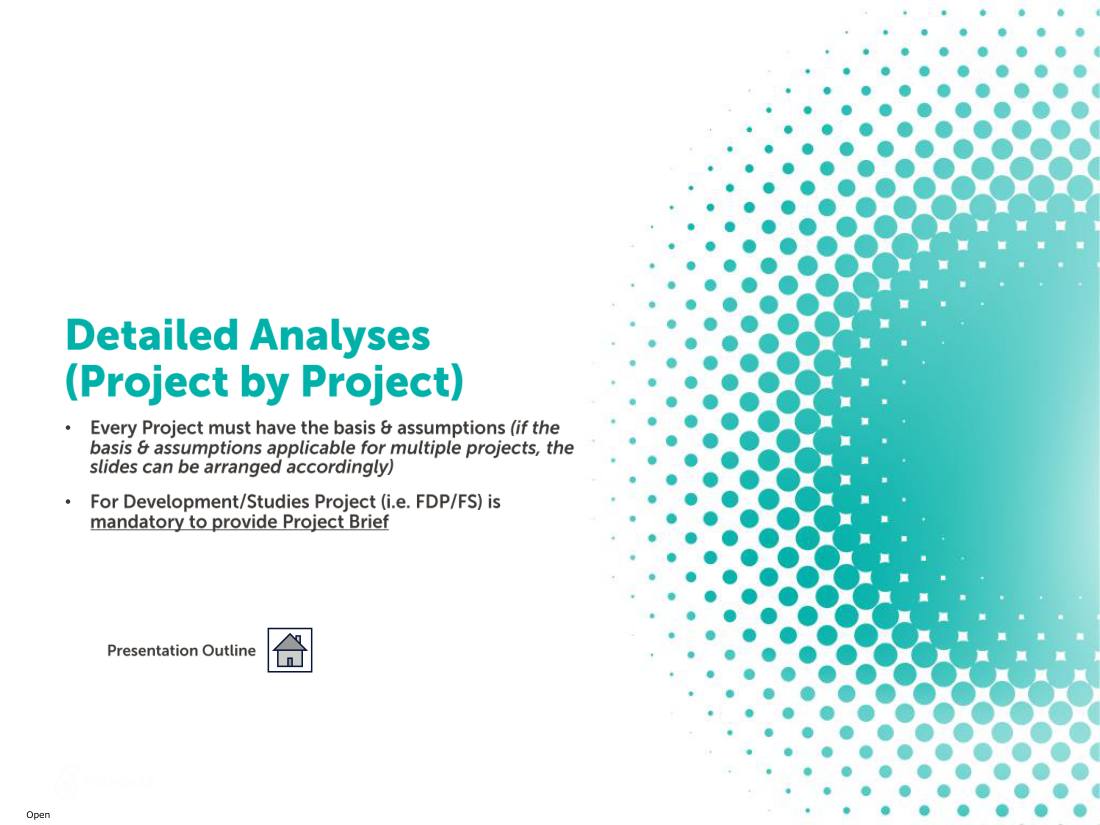 Detailed Analyses
(Project by Project)
• Every Project must have the basis & assumptions (if the
basis & assumptions applicable for multiple projects, the
slides can be arranged accordingly)
• For Development/Studies Project (i.e. FDP/FS) is
mandatory to provide Project Brief
Presentation Outline
Open